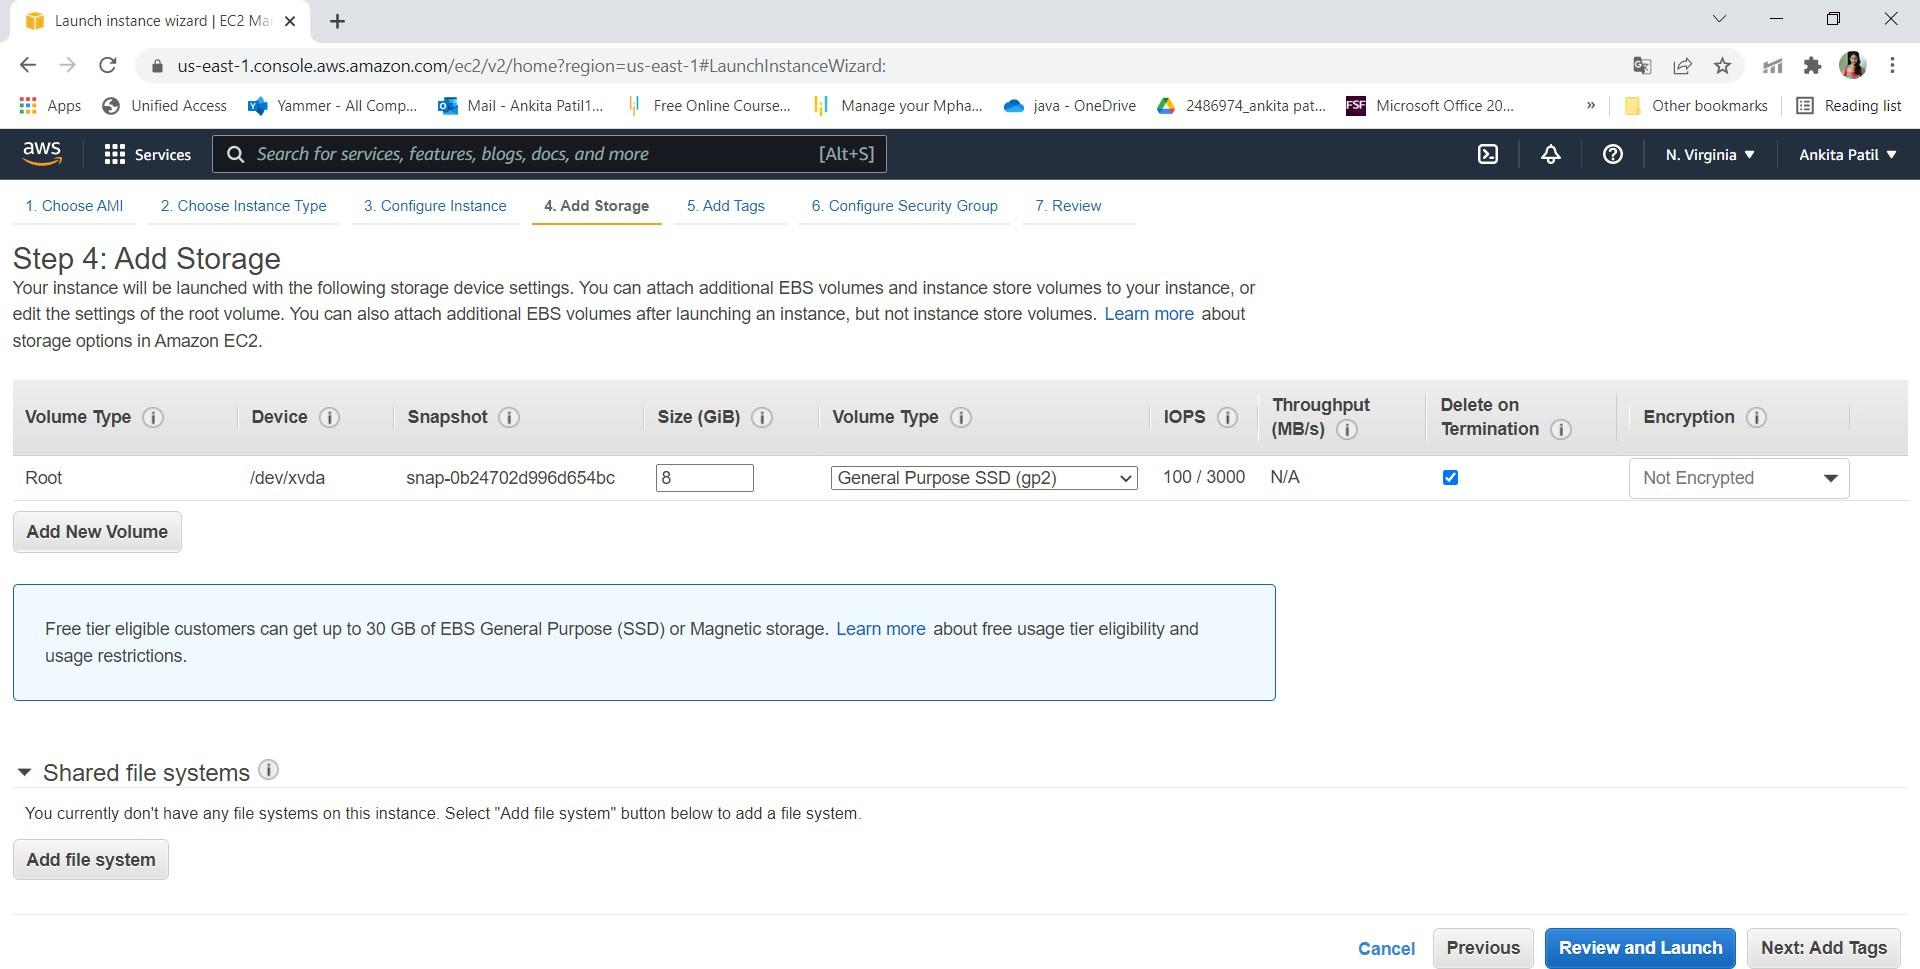 Launch instance wizard | EC2 Mar
us-east-1.console.aws.amazon.com/ec2/v2/home?region=us-east-1#LaunchInstanceWizard:
Apps
Unified Access
Yammer - All Comp...
Mail - Ankita Patil1...
Free Online Course...
Manage your Mpha...
java - OneDrive
2486974_ankita pat...
FSF
Microsoft Office 20...
»
Other bookmarks
Reading list
aws
Services
Search for services, features, blogs, docs, and more
[Alt+S]
N. Virginia
Ankita Patil
1. Choose AMI
2. Choose Instance Type
3. Configure Instance
4. Add Storage
5. Add Tags
6. Configure Security Group
7. Review
Step 4: Add Storage
Your instance will be launched with the following storage device settings. You can attach additional EBS volumes and instance store volumes to your instance, or
edit the settings of the root volume. You can also attach additional EBS volumes after launching an instance, but not instance store volumes. Learn more about
storage options in Amazon EC2.
Volume Type
Device
Snapshot
Size (GiB)
Volume Type
IOPS
Throughput
(MB/s)
Delete on
Termination
Encryption
Root
/dev/xvda
snap-0b24702d996d654bc
8
General Purpose SSD (gp2)
100 / 3000
N/A
Not Encrypted
Add New Volume
Free tier eligible customers can get up to 30 GB of EBS General Purpose (SSD) or Magnetic storage. Learn more about free usage tier eligibility and
usage restrictions.
Shared file systems
You currently don't have any file systems on this instance. Select "Add file system" button below to add a file system.
Add file system
Cancel
Previous
Review and Launch
Next: Add Tags